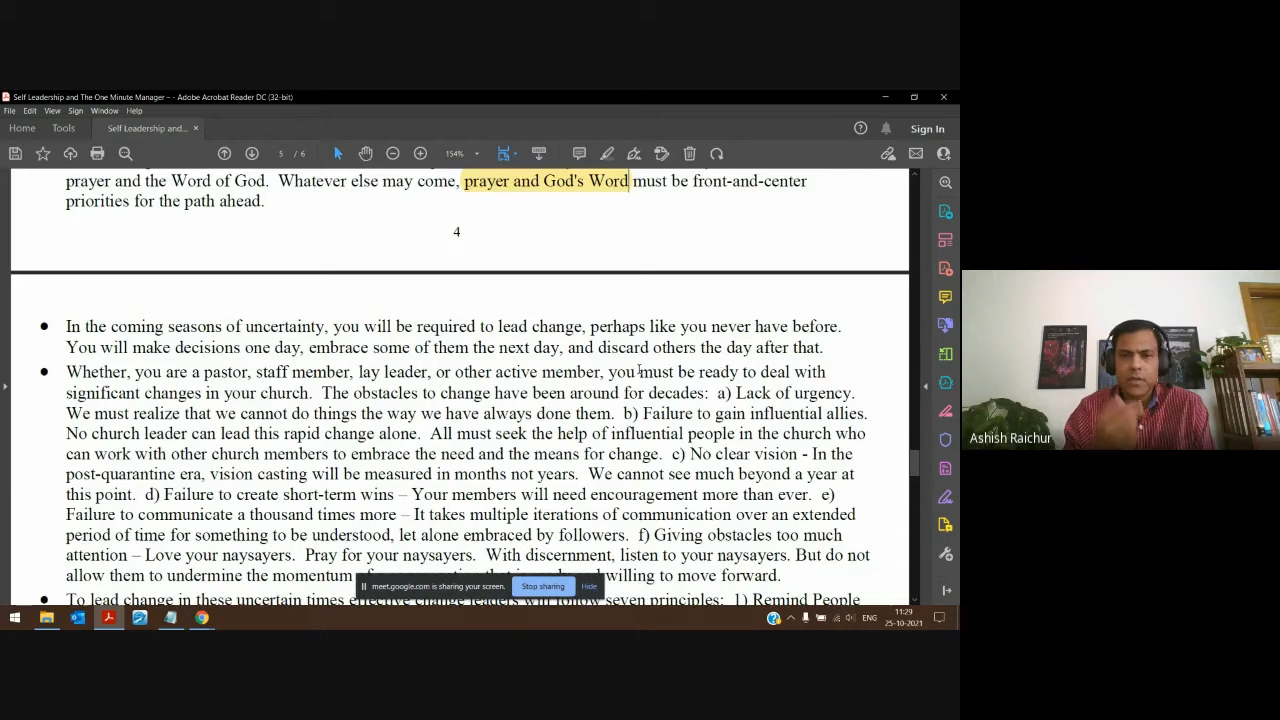 Self Leadership and The One Minute Manager – - Adobe Acrobat Reader DC (32-bit)
File Edit View Sign Window Help
Home Tools Self Leadership and... × Sign In
5 / 6 154%
prayer and the Word of God. Whatever else may come, prayer and God's Word must be front-and-center
priorities for the path ahead.
4
● In the coming seasons of uncertainty, you will be required to lead change, perhaps like you never have before.
You will make decisions one day, embrace some of them the next day, and discard others the day after that.
● Whether, you are a pastor, staff member, lay leader, or other active member, you must be ready to deal with
significant changes in your church. The obstacles to change have been around for decades: a) Lack of urgency.
We must realize that we cannot do things the way we have always done them. b) Failure to gain influential allies.
No church leader can lead this rapid change alone. All must seek the help of influential people in the church who
can work with other church members to embrace the need and the means for change. c) No clear vision - In the
post-quarantine era, vision casting will be measured in months not years. We cannot see much beyond a year at
this point. d) Failure to create short-term wins – Your members will need encouragement more than ever. e)
Failure to communicate a thousand times more – It takes multiple iterations of communication over an extended
period of time for something to be understood, let alone embraced by followers. f) Giving obstacles too much
attention – Love your naysayers. Pray for your naysayers. With discernment, listen to your naysayers. But do not
allow them to undermine the momentum willing to move forward.
meet.google.com is sharing your screen. Stop sharing Hide
● To lead change in these uncertain times effective change leaders will follow seven principles: 1) Remind People
ENG
11:29
25-10-2021
Ashish Raichur